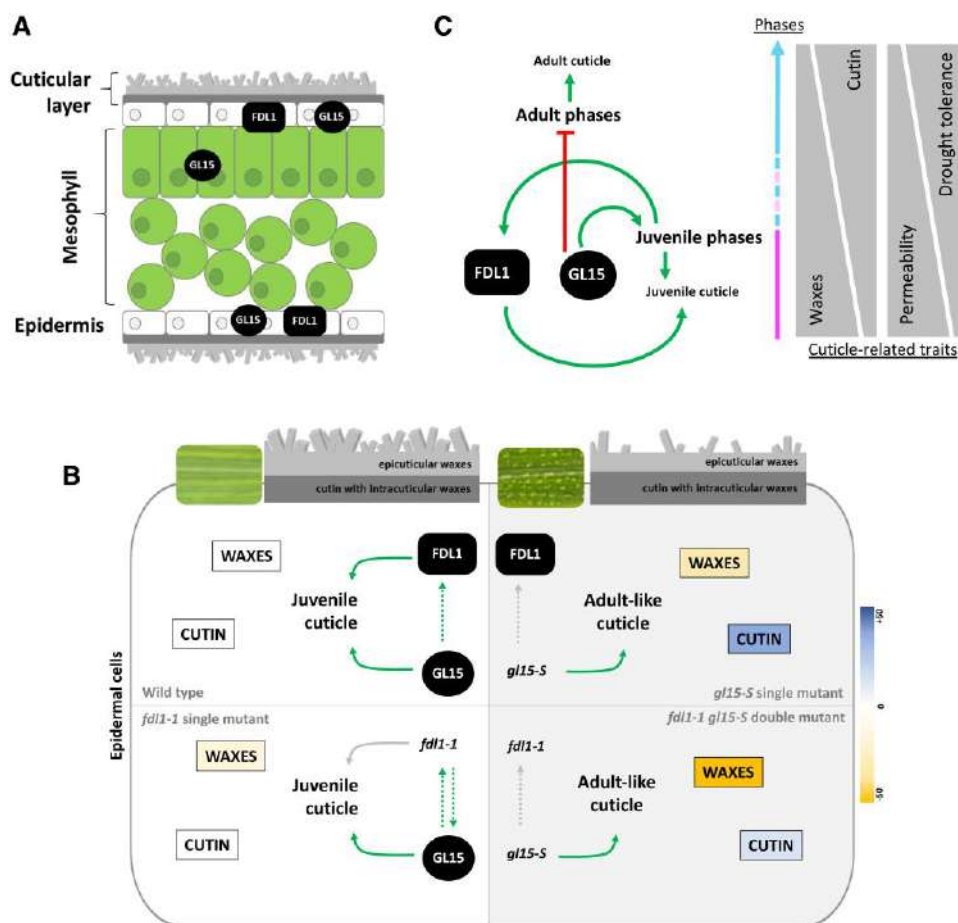 A
Cuticular
layer
FDL1
GL15
GL15
Mesophyll
Epidermis
GL15
FDL1
C
Phases
Adult cuticle
Adult phases
Juvenile phases
FDL1
GL15
Juvenile cuticle
Waxes
Cutin
Permeability
Drought tolerance
Cuticle-related traits
B
epicuticular waxes
cutin with intracuticular waxes
epicuticular waxes
cutin with intracuticular waxes
Epidermal cells
WAXES
FDL1
Juvenile
cuticle
CUTIN
GL15
Wild type
FDL1
WAXES
Adult-like
cuticle
CUTIN
gl15-S
gl15-S single mutant
fdl1-1 single mutant
WAXES
fdl1-1
Juvenile
cuticle
CUTIN
GL15
fdl1-1 gl15-S double mutant
fdl1-1
WAXES
Adult-like
cuticle
CUTIN
gl15-S
+50
0
-50